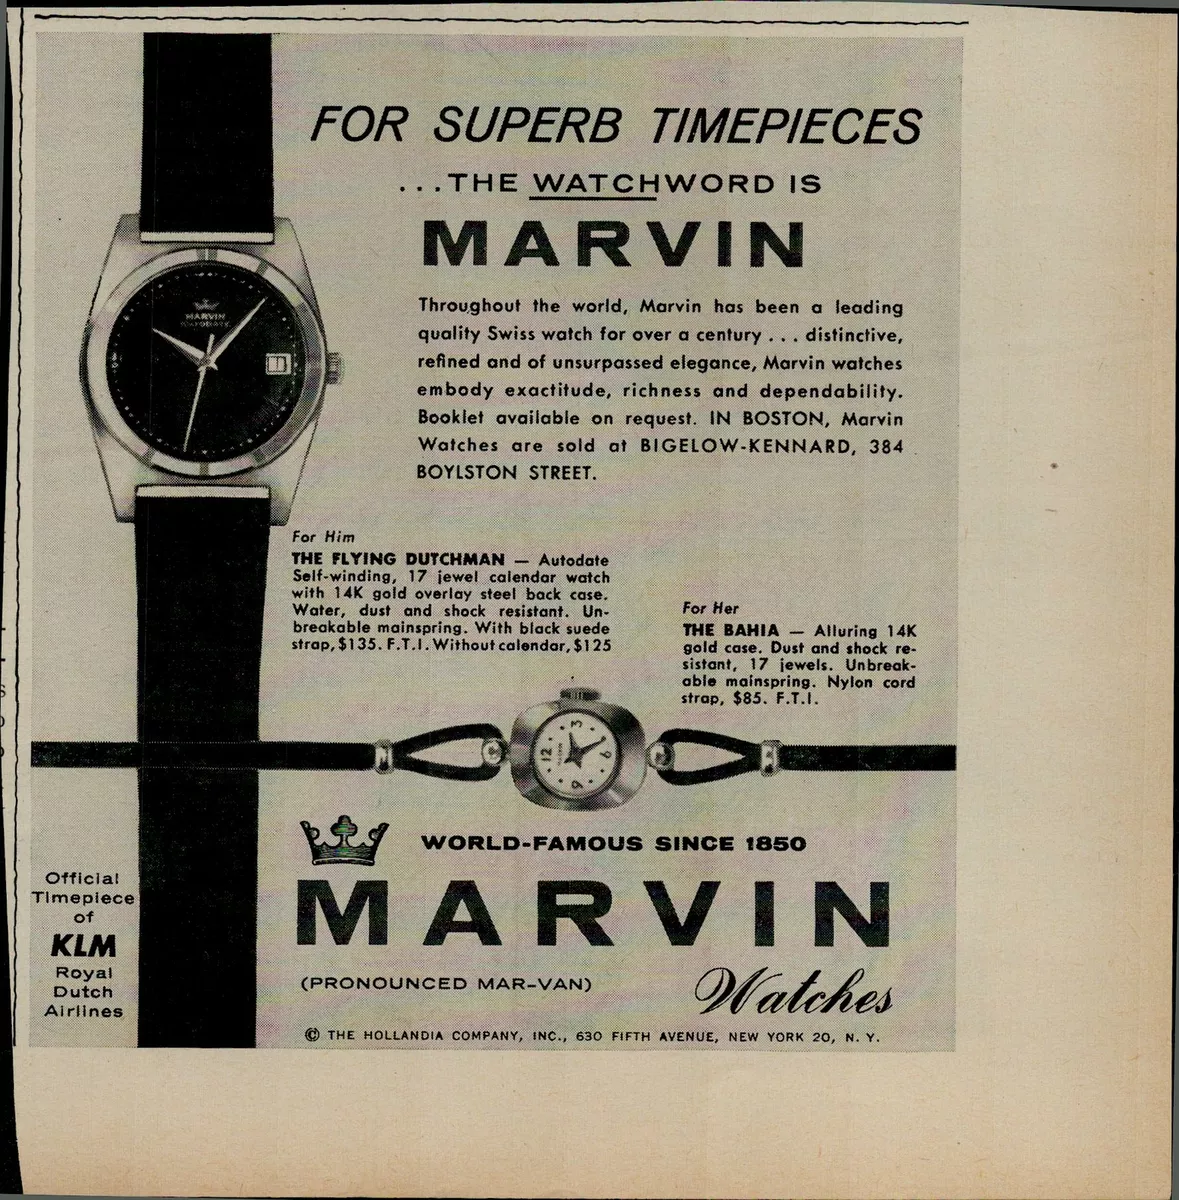 FOR SUPERB TIMEPIECES
...THE WATCHWORD IS
MARVIN
MARVIN
Throughout the world, Marvin has been a leading
quality Swiss watch for over a century . . . distinctive,
refined and of unsurpassed elegance, Marvin watches
embody exactitude, richness and dependability.
Booklet available on request. IN BOSTON, Marvin
Watches are sold at BIGELOW-KENNARD, 384
BOYLSTON STREET.
For Him
THE FLYING DUTCHMAN — Autodate
Self-winding, 17 jewel calendar watch
with 14K gold overlay steel back case.
Water, dust and shock resistant. Un-
breakable mainspring. With black suede
strap, $135. F.T.I. Without calendar, $125
For Her
THE BAHIA — Alluring 14K
gold case. Dust and shock re-
sistant, 17 jewels. Unbreak-
able mainspring. Nylon cord
strap, $85. F.T.I.
12
3
6
9
WORLD-FAMOUS SINCE 1850
MARVIN
(PRONOUNCED MAR-VAN)
Watches
Official
Timepiece
of
KLM
Royal
Dutch
Airlines
© THE HOLLANDIA COMPANY, INC., 630 FIFTH AVENUE, NEW YORK 20, N. Y.